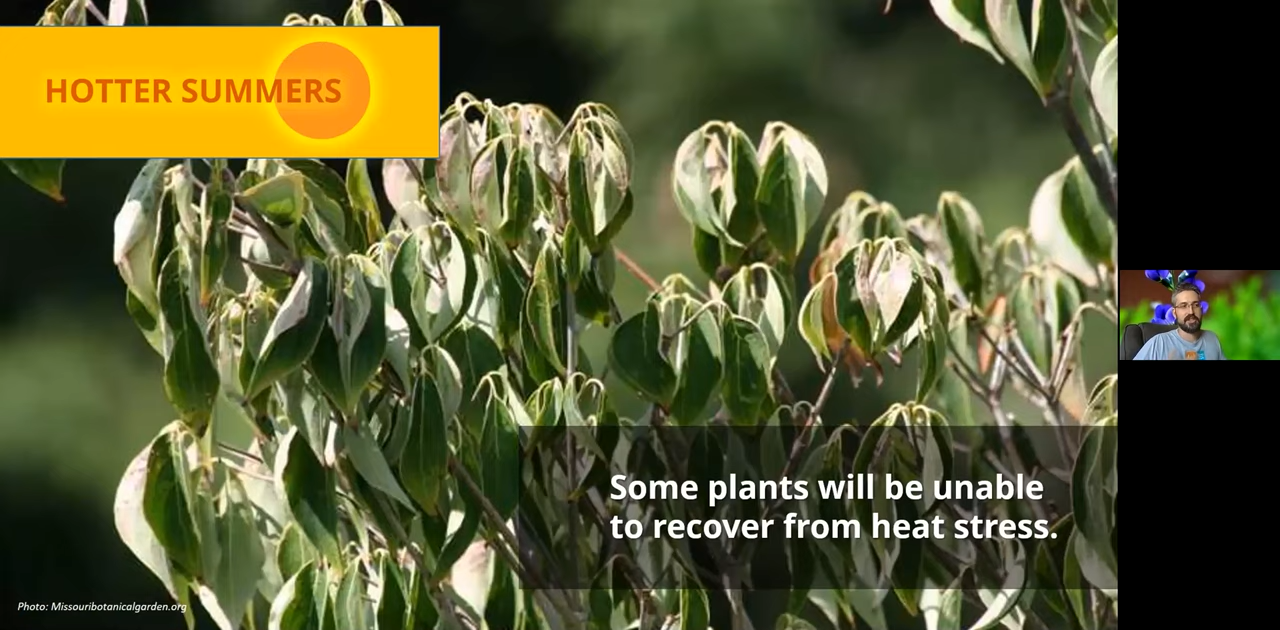 HOTTER SUMMERS
Some plants will be unable
to recover from heat stress.
Photo: Missouribotanicalgarden.org